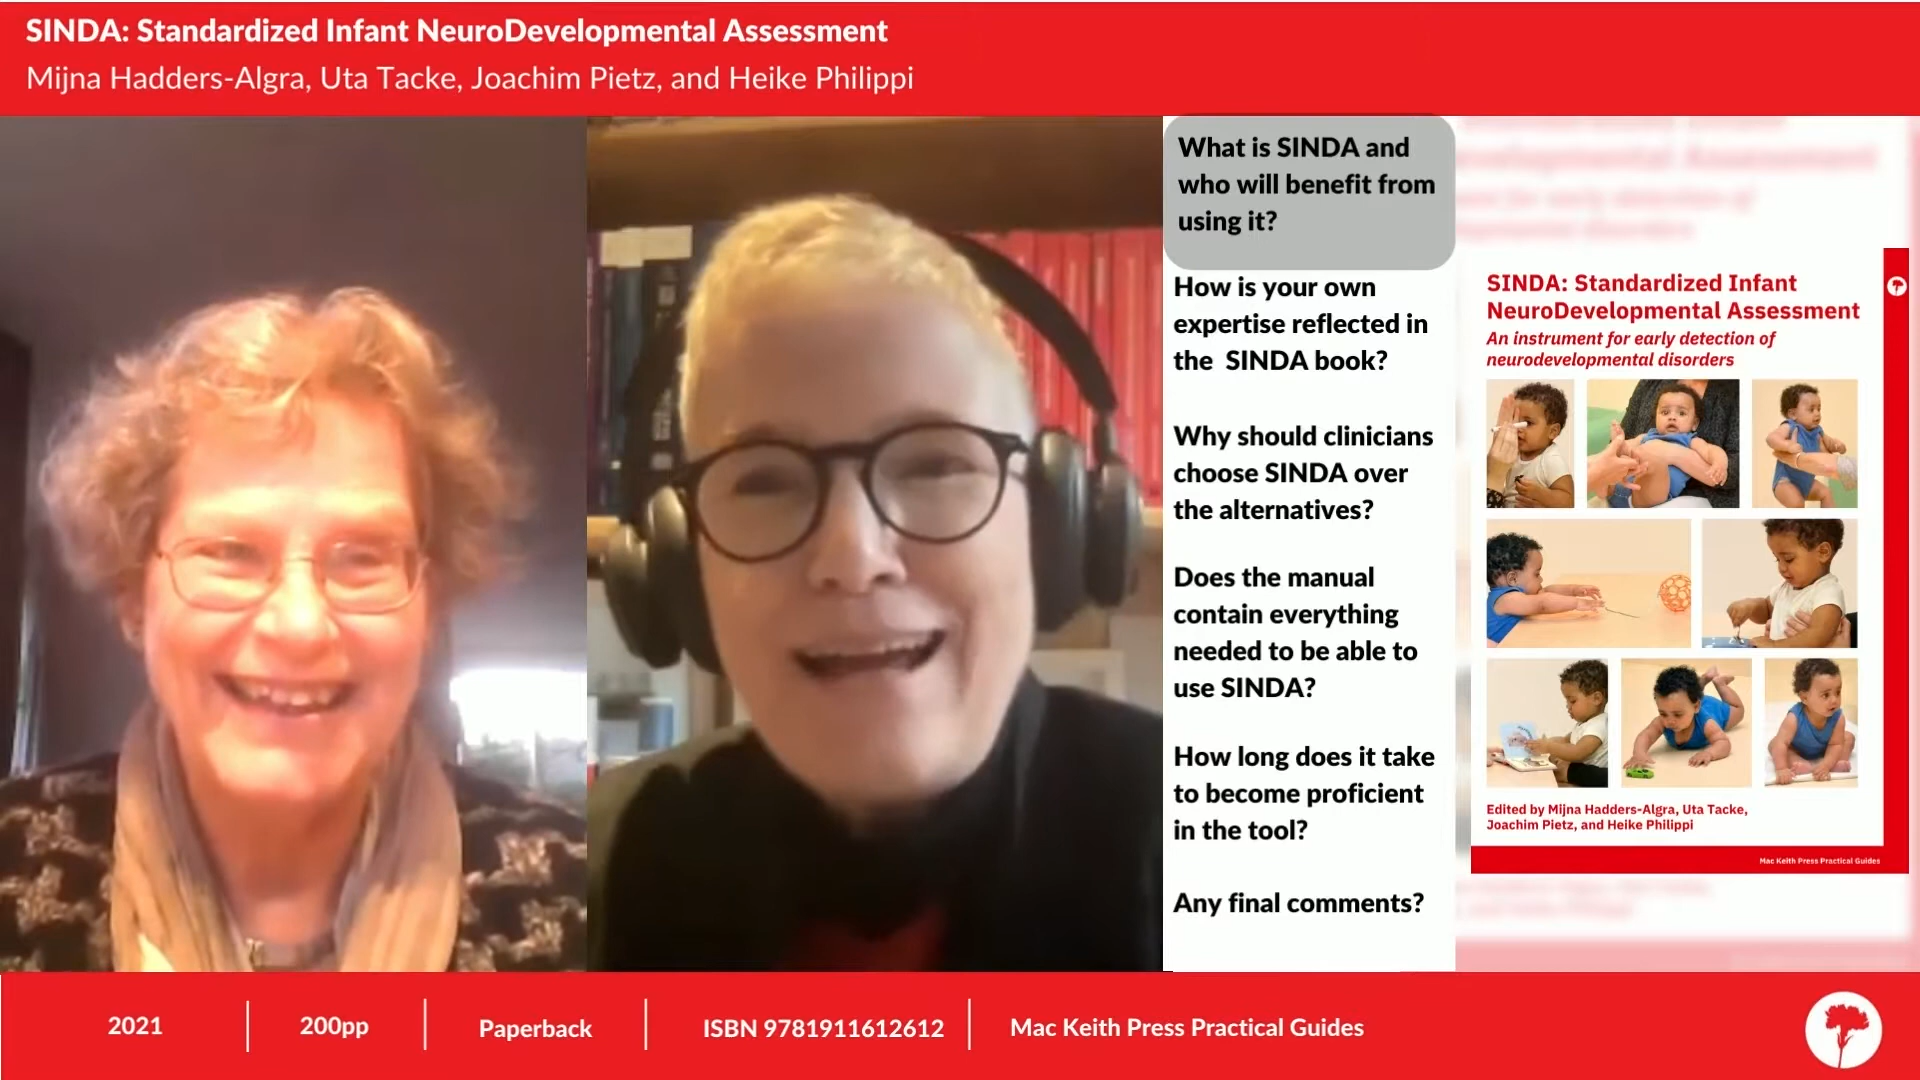 SINDA: Standardized Infant NeuroDevelopmental Assessment
Mijna Hadders-Algra, Uta Tacke, Joachim Pietz, and Heike Philippi
What is SINDA and
who will benefit from
using it?
How is your own
expertise reflected in
the SINDA book?
Why should clinicians
choose SINDA over
the alternatives?
Does the manual
contain everything
needed to be able to
use SINDA?
How long does it take
to become proficient
in the tool?
Any final comments?
SINDA: Standardized Infant
NeuroDevelopmental Assessment
An instrument for early detection of
neurodevelopmental disorders
Edited by Mijna Hadders-Algra, Uta Tacke,
Joachim Pietz, and Heike Philippi
Mac Keith Press Practical Guides
2021
200pp
Paperback
ISBN 9781911612612
Mac Keith Press Practical Guides